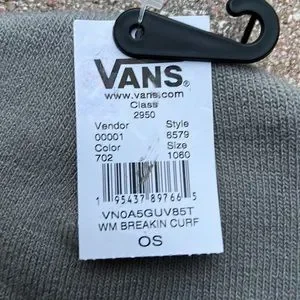 VANS®
www.vans.com
Class
2950
Vendor Style
00001 6579
Color Size
702 1060
1 95437 89766 5
VN0A5GUV85T
WM BREAKIN CURF
OS